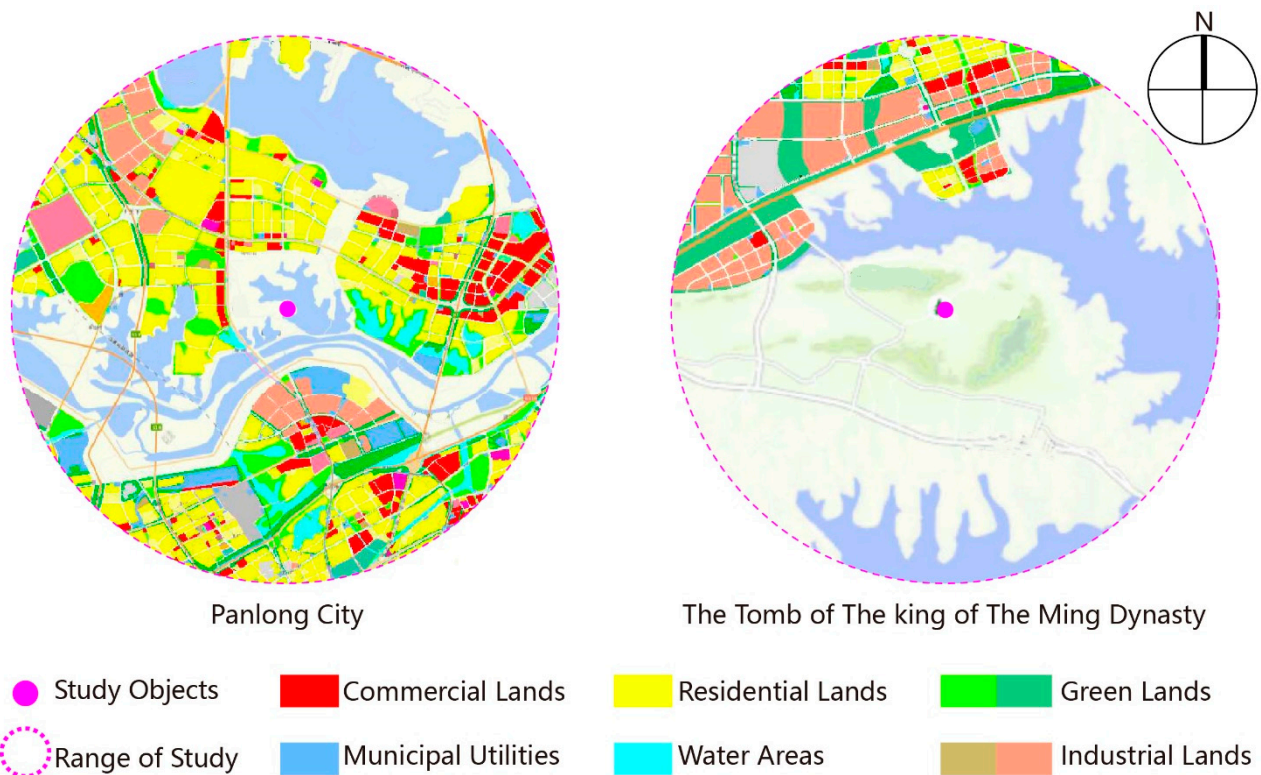 N
Panlong City
The Tomb of The king of The Ming Dynasty
Study Objects
Commercial Lands
Residential Lands
Green Lands
Range of Study
Municipal Utilities
Water Areas
Industrial Lands